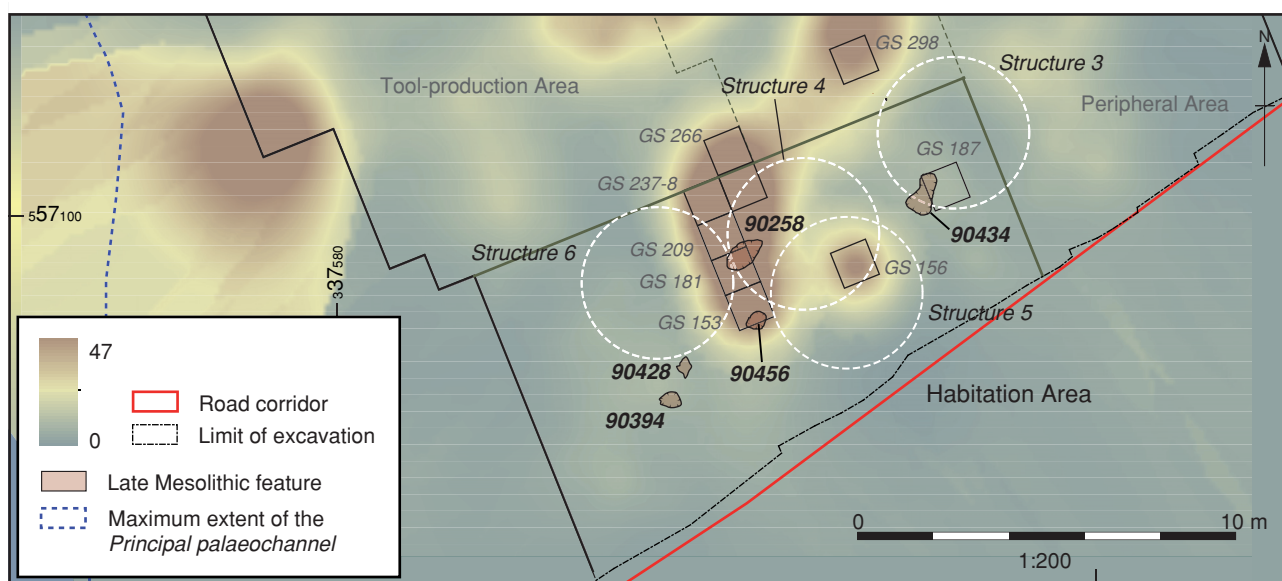 GS 298
Structure 3
N
Tool-production Area
Structure 4
Peripheral Area
GS 266
GS 187
GS 237-8
557100
90258
90434
Structure 6
GS 209
337580
GS 156
GS 181
GS 153
Structure 5
90428
90456
Habitation Area
90394
47
0
Road corridor
Limit of excavation
Late Mesolithic feature
Maximum extent of the
Principal palaeochannel
0
10 m
1:200